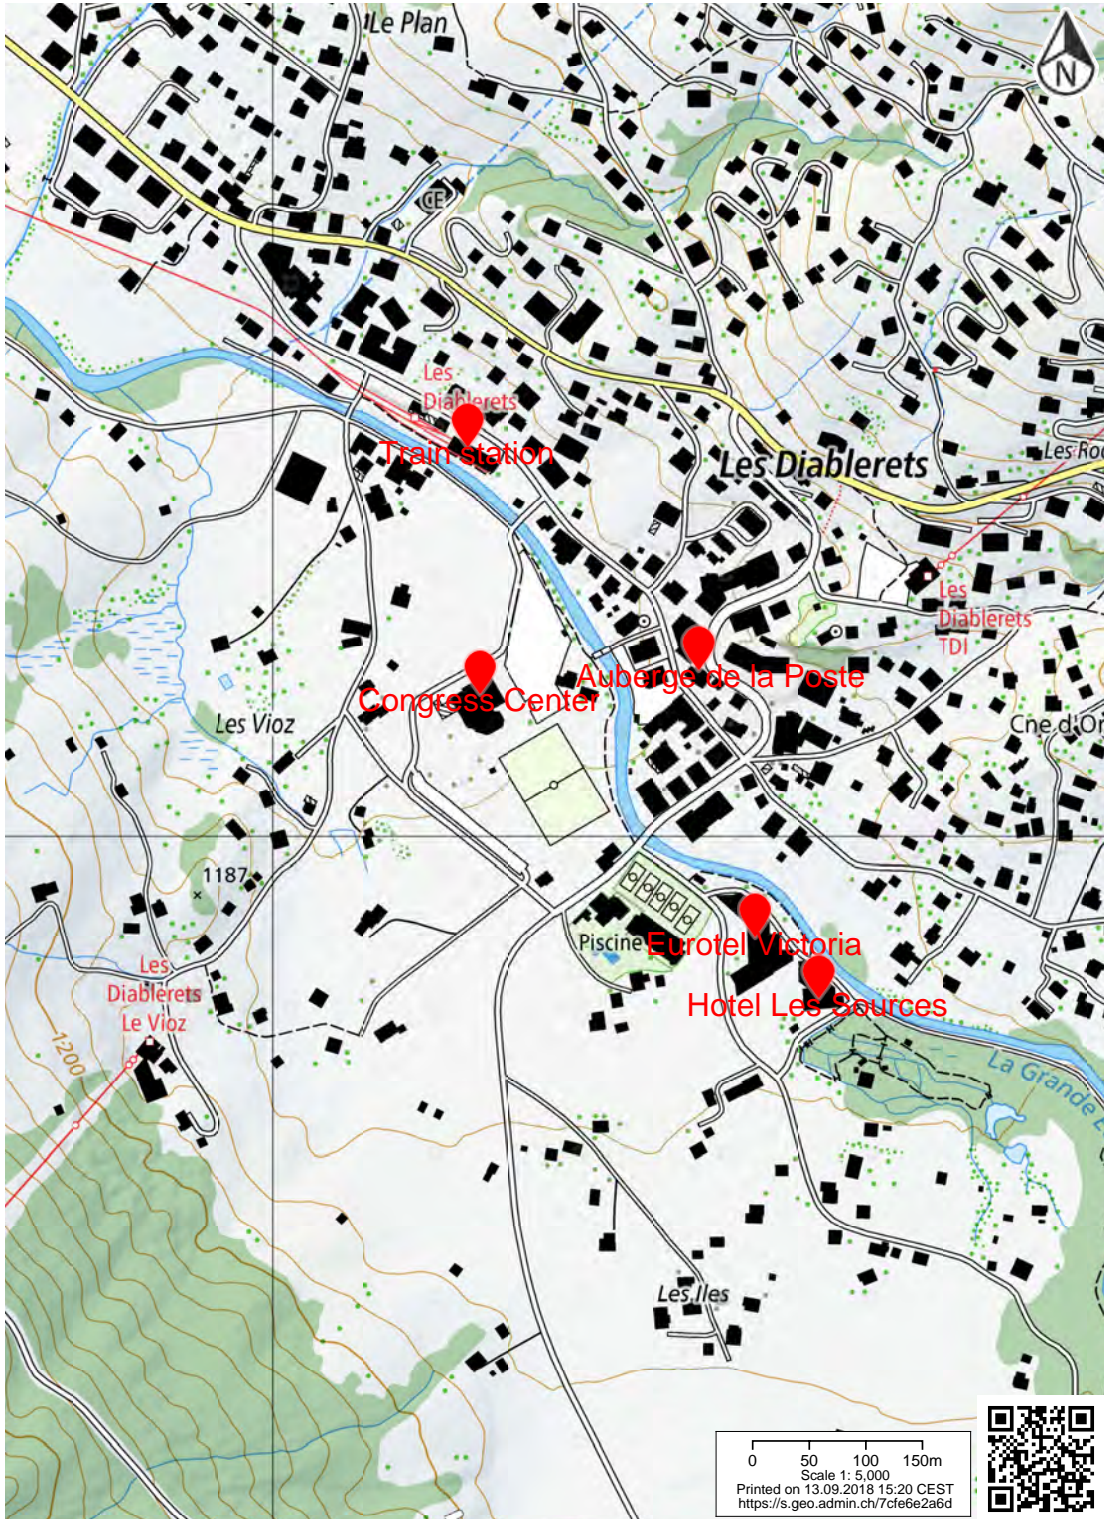 Le Plan
N
CE
Les
Diablerets
Train station
Les Diablerets
Les Ro
Les
Diablerets
TDI
Auberge de la Poste
Congress Center
Les Vioz
Cne d'Or
1187
Piscine
Eurotel Victoria
Les
Diablerets
Le Vioz
Hotel Les Sources
1200
La Grande
Les Iles
0 50 100 150m
Scale 1: 5,000
Printed on 13.09.2018 15:20 CEST
https://s.geo.admin.ch/7cfe6e2a6d